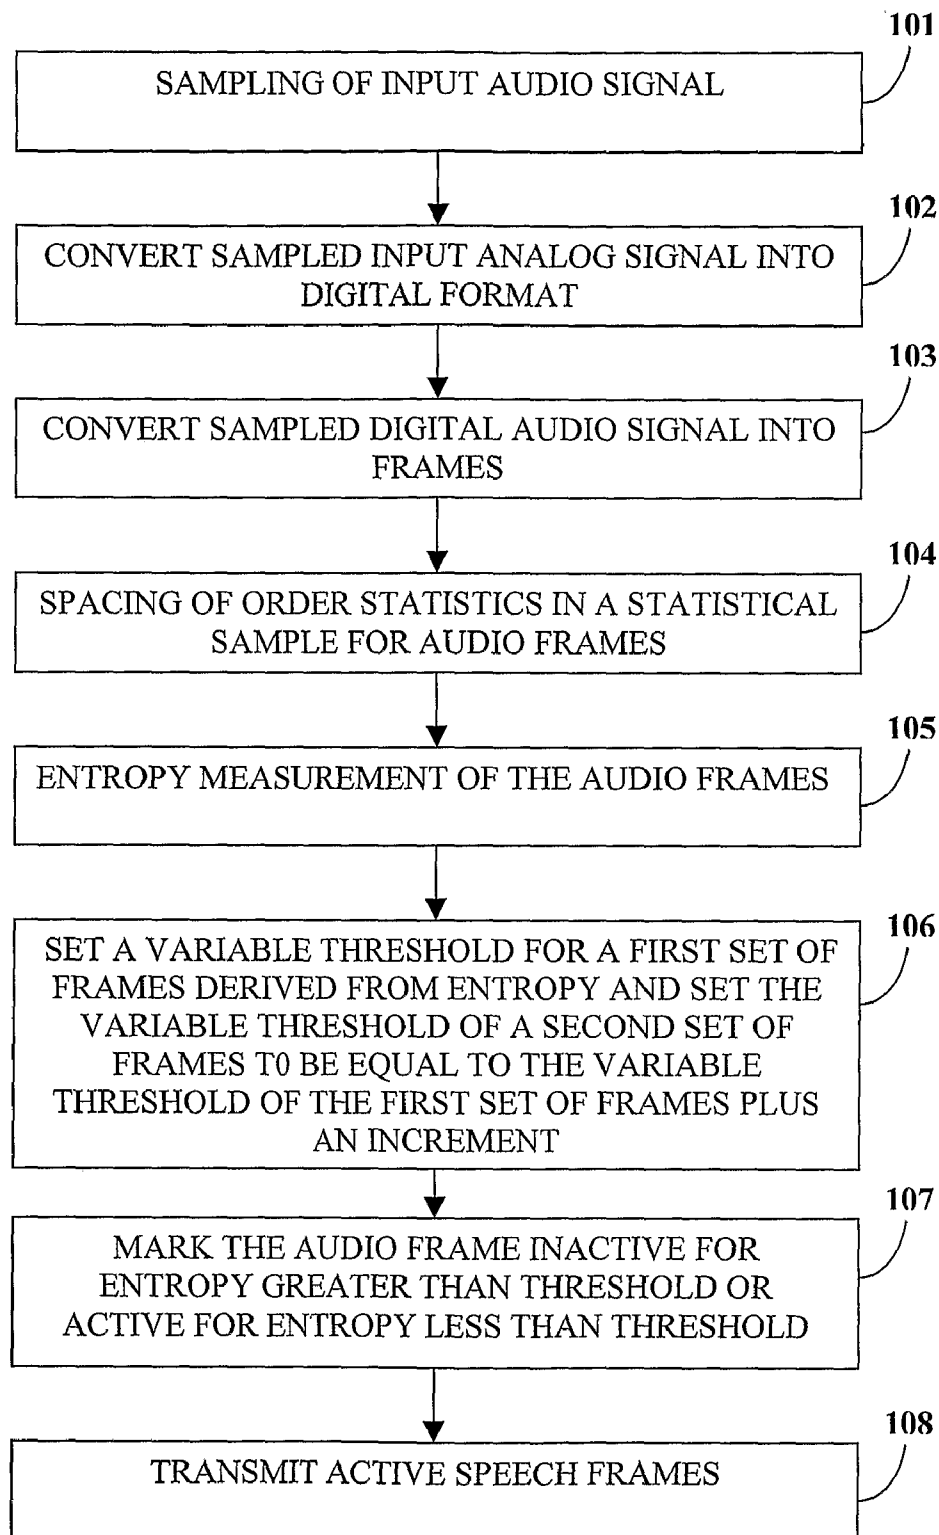 101
SAMPLING OF INPUT AUDIO SIGNAL
102
CONVERT SAMPLED INPUT ANALOG SIGNAL INTO
DIGITAL FORMAT
103
CONVERT SAMPLED DIGITAL AUDIO SIGNAL INTO
FRAMES
104
SPACING OF ORDER STATISTICS IN A STATISTICAL
SAMPLE FOR AUDIO FRAMES
105
ENTROPY MEASUREMENT OF THE AUDIO FRAMES
106
SET A VARIABLE THRESHOLD FOR A FIRST SET OF
FRAMES DERIVED FROM ENTROPY AND SET THE
VARIABLE THRESHOLD OF A SECOND SET OF
FRAMES T0 BE EQUAL TO THE VARIABLE
THRESHOLD OF THE FIRST SET OF FRAMES PLUS
AN INCREMENT
107
MARK THE AUDIO FRAME INACTIVE FOR
ENTROPY GREATER THAN THRESHOLD OR
ACTIVE FOR ENTROPY LESS THAN THRESHOLD
108
TRANSMIT ACTIVE SPEECH FRAMES